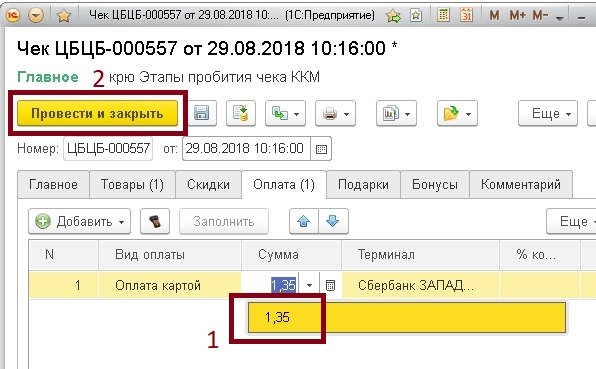 Чек ЦБЦБ-000557 от 29.08.2018 10:... (1С:Предприятие)
M M+ M-
Чек ЦБЦБ-000557 от 29.08.2018 10:16:00 *
Главное 2 крю Этапы пробития чека ККМ
Провести и закрыть Еще
Номер: ЦБЦБ-000557 от: 29.08.2018 10:16:00
Главное Товары (1) Скидки Оплата (1) Подарки Бонусы Комментарий
Добавить Заполнить Еще
N Вид оплаты Сумма Терминал % ко...
1 Оплата картой 1,35 Сбербанк ЗАПАД...
1,35
1